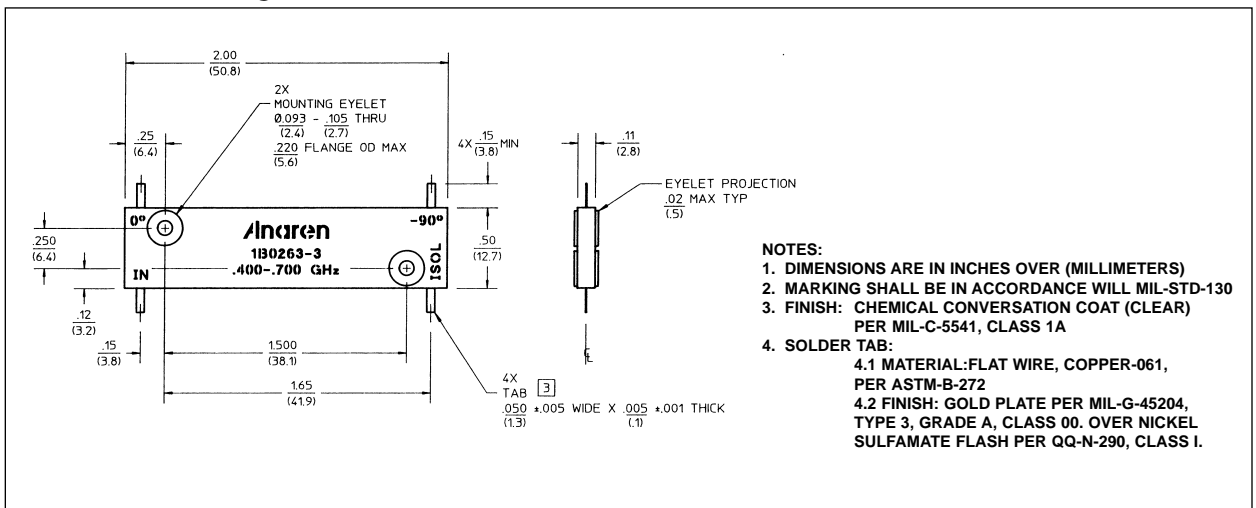 2.00
(50.8)
2X
MOUNTING EYELET
Ø.093 - .105 THRU
(2.4) (2.7)
.220 FLANGE OD MAX
(5.6)
.25
(6.4)
4X .15 MIN
(3.8)
.11
(2.8)
EYELET PROJECTION
.02 MAX TYP
(.5)
0°
-90°
Anaren
1B0263-3
.400-.700 GHz
IN
ISOL
.250
(6.4)
.50
(12.7)
.12
(3.2)
.15
(3.8)
1.500
(38.1)
1.65
(41.9)
℄
4X
TAB 3
.050 ±.005 WIDE X .005 ±.001 THICK
(1.3) (.1)
NOTES:
1. DIMENSIONS ARE IN INCHES OVER (MILLIMETERS)
2. MARKING SHALL BE IN ACCORDANCE WILL MIL-STD-130
3. FINISH: CHEMICAL CONVERSATION COAT (CLEAR)
PER MIL-C-5541, CLASS 1A
4. SOLDER TAB:
4.1 MATERIAL:FLAT WIRE, COPPER-061,
PER ASTM-B-272
4.2 FINISH: GOLD PLATE PER MIL-G-45204,
TYPE 3, GRADE A, CLASS 00. OVER NICKEL
SULFAMATE FLASH PER QQ-N-290, CLASS I.